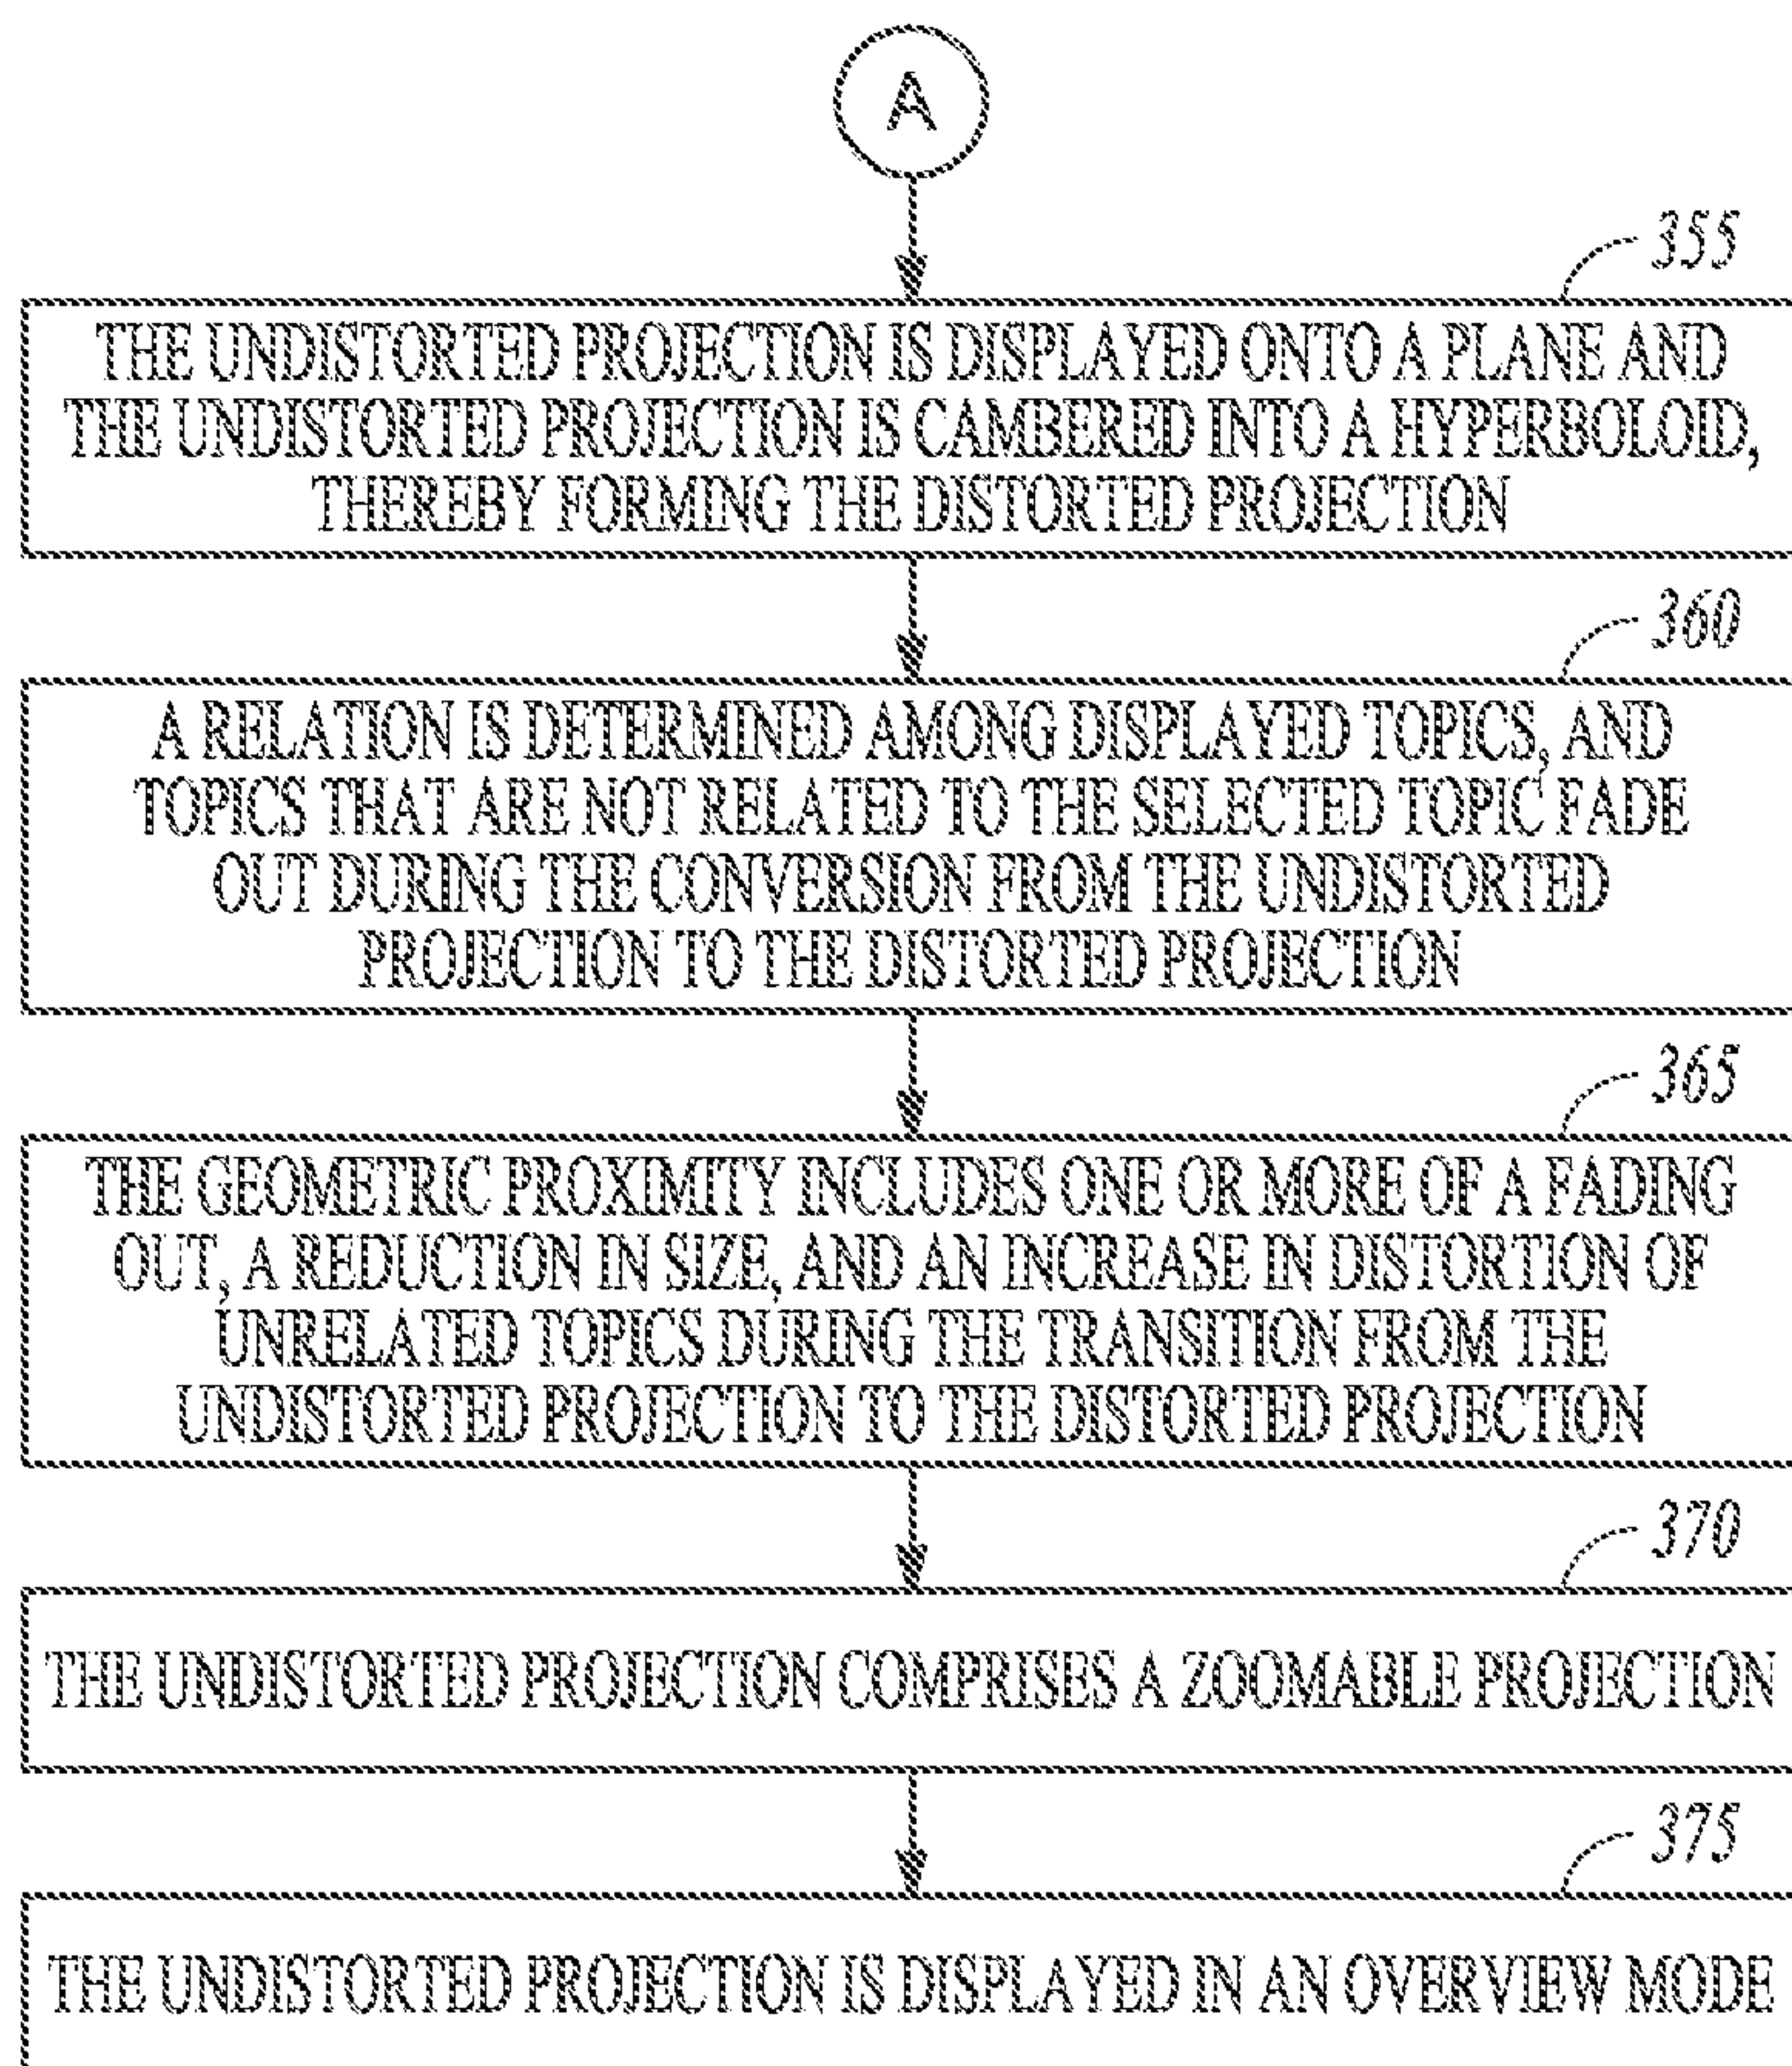 A
355
THE UNDISTORTED PROJECTION IS DISPLAYED ONTO A PLANE AND
THE UNDISTORTED PROJECTION IS CAMBERED INTO A HYPERBOLOID,
THEREBY FORMING THE DISTORTED PROJECTION
360
A RELATION IS DETERMINED AMONG DISPLAYED TOPICS, AND
TOPICS THAT ARE NOT RELATED TO THE SELECTED TOPIC FADE
OUT DURING THE CONVERSION FROM THE UNDISTORTED
PROJECTION TO THE DISTORTED PROJECTION
365
THE GEOMETRIC PROXIMITY INCLUDES ONE OR MORE OF A FADING
OUT, A REDUCTION IN SIZE, AND AN INCREASE IN DISTORTION OF
UNRELATED TOPICS DURING THE TRANSITION FROM THE
UNDISTORTED PROJECTION TO THE DISTORTED PROJECTION
370
THE UNDISTORTED PROJECTION COMPRISES A ZOOMABLE PROJECTION
375
THE UNDISTORTED PROJECTION IS DISPLAYED IN AN OVERVIEW MODE